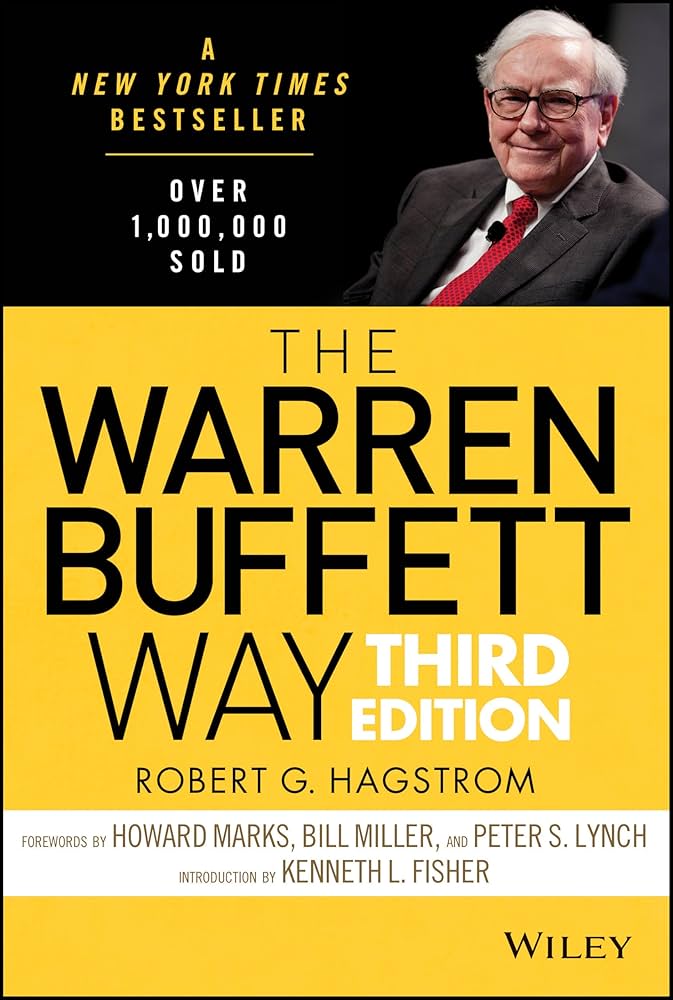 A
NEW YORK TIMES
BESTSELLER
OVER
1,000,000
SOLD
THE
WARREN
BUFFETT
WAY THIRD
EDITION
ROBERT G. HAGSTROM
FOREWORDS BY HOWARD MARKS, BILL MILLER, AND PETER S. LYNCH
INTRODUCTION BY KENNETH L. FISHER
WILEY